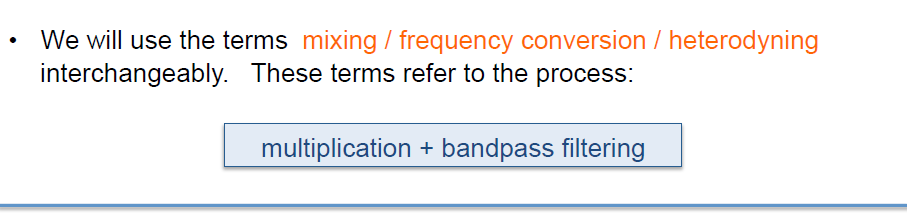 • We will use the terms mixing / frequency conversion / heterodyning
interchangeably. These terms refer to the process:
multiplication + bandpass filtering